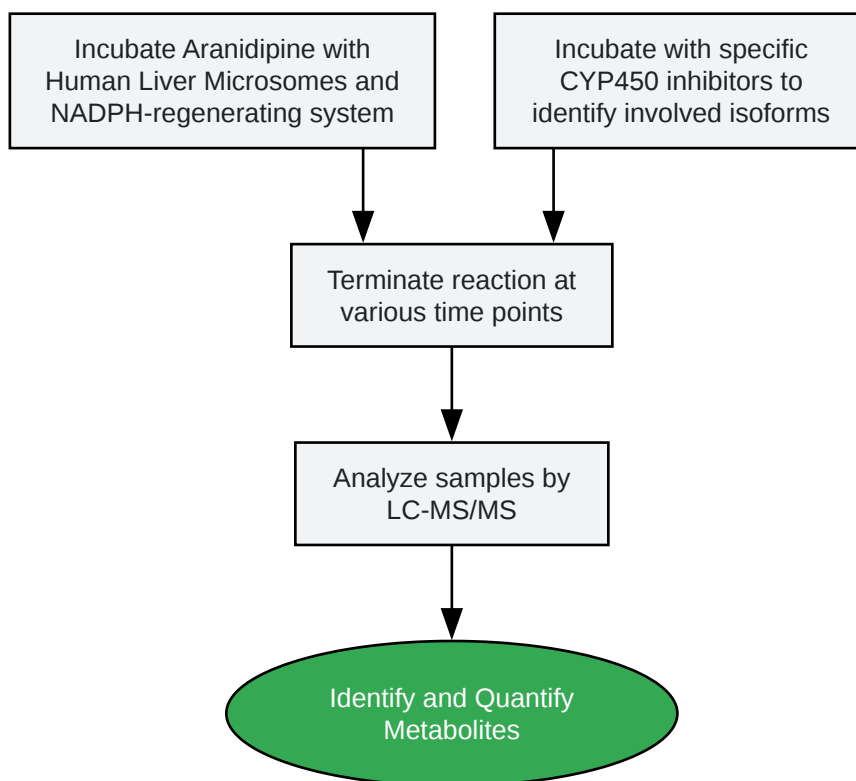 Incubate Aranidipine with
Human Liver Microsomes and
NADPH-regenerating system
Incubate with specific
CYP450 inhibitors to
identify involved isoforms
Terminate reaction at
various time points
Analyze samples by
LC-MS/MS
Identify and Quantify
Metabolites